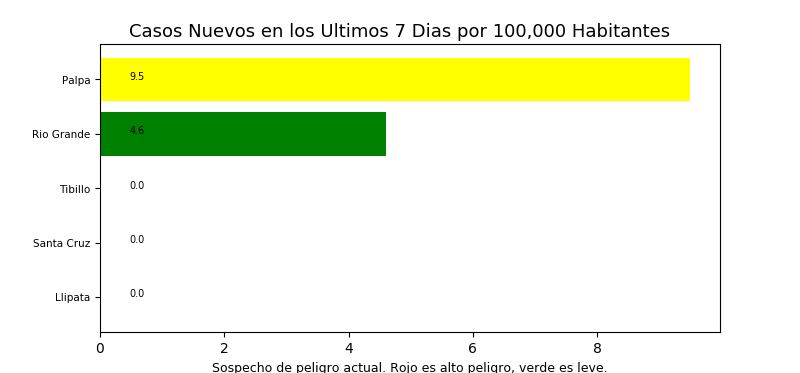 Casos Nuevos en los Ultimos 7 Dias por 100,000 Habitantes
Palpa 9.5
Rio Grande 4.6
Tibillo 0.0
Santa Cruz 0.0
Llipata 0.0
0 2 4 6 8
Sospecho de peligro actual. Rojo es alto peligro, verde es leve.